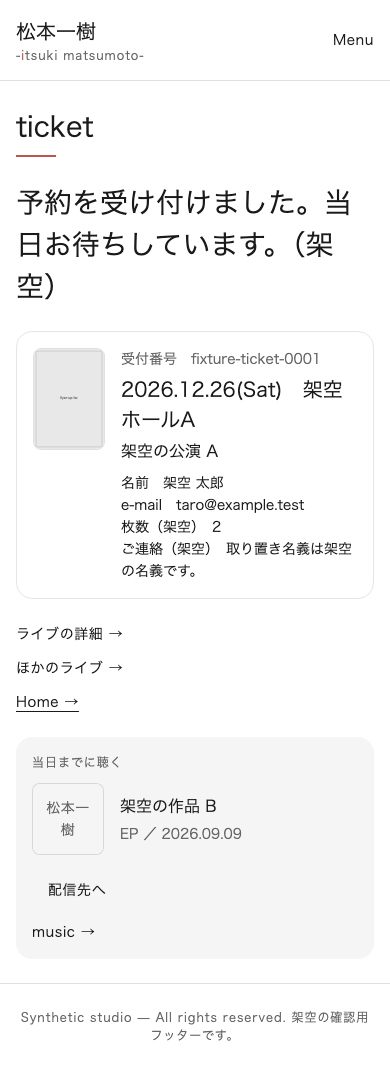 松本一樹
-itsuki matsumoto-
Menu
ticket
予約を受け付けました。当
日お待ちしています。（架
空）
受付番号　fixture-ticket-0001
2026.12.26(Sat)　架空
ホールA
架空の公演 A
名前　架空 太郎
e-mail　taro@example.test
枚数（架空）　2
ご連絡（架空）　取り置き名義は架空
の名義です。
ライブの詳細 →
ほかのライブ →
Home →
当日までに聴く
松本一
樹
架空の作品 B
EP ／ 2026.09.09
配信先へ
music →
Synthetic studio — All rights reserved. 架空の確認用
フッターです。